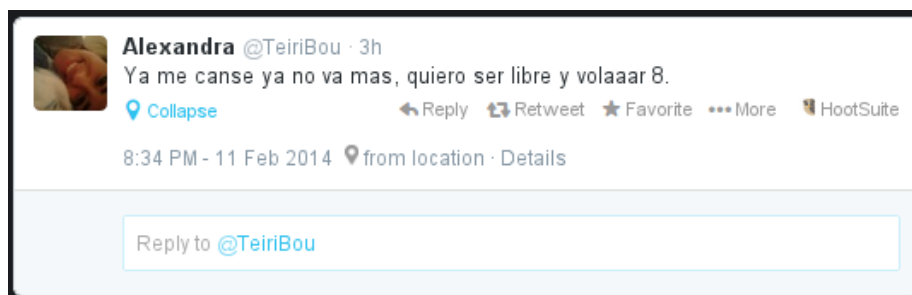 Alexandra @TeiriBou · 3h
Ya me canse ya no va mas, quiero ser libre y volaaar 8.
Collapse Reply Retweet Favorite More HootSuite
8:34 PM - 11 Feb 2014 from location · Details
Reply to @TeiriBou